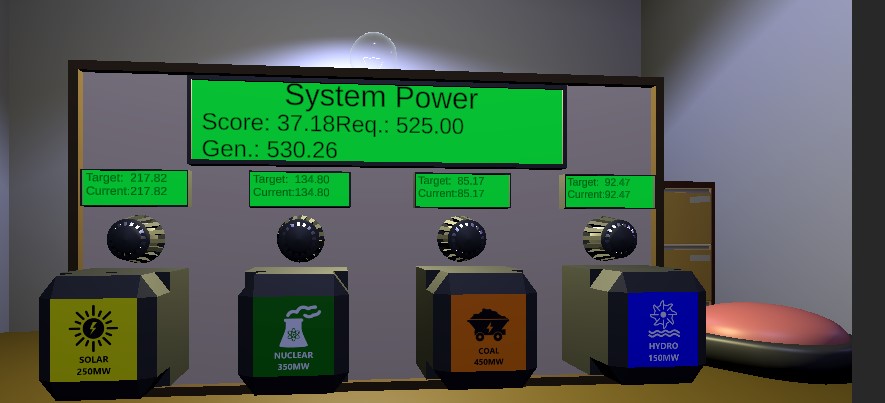 System Power
Score: 37.18Req.: 525.00
Gen.: 530.26
Target: 217.82
Current:217.82
Target: 134.80
Current:134.80
Target: 85.17
Current:85.17
Target: 92.47
Current:92.47
SOLAR
250MW
NUCLEAR
350MW
COAL
450MW
HYDRO
150MW